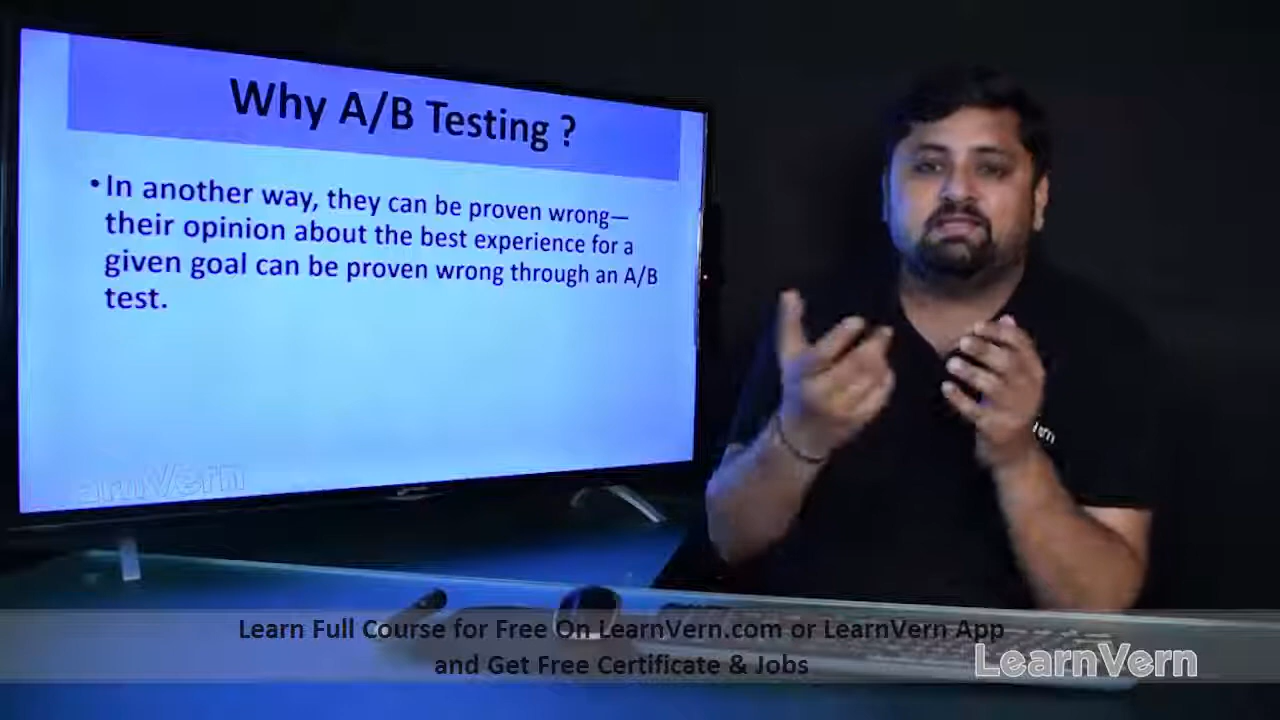 Why A/B Testing ?
• In another way, they can be proven wrong—
their opinion about the best experience for a
given goal can be proven wrong through an A/B
test.
Learn Full Course for Free On LearnVern.com or LearnVern App
and Get Free Certificate & Jobs
LearnVern